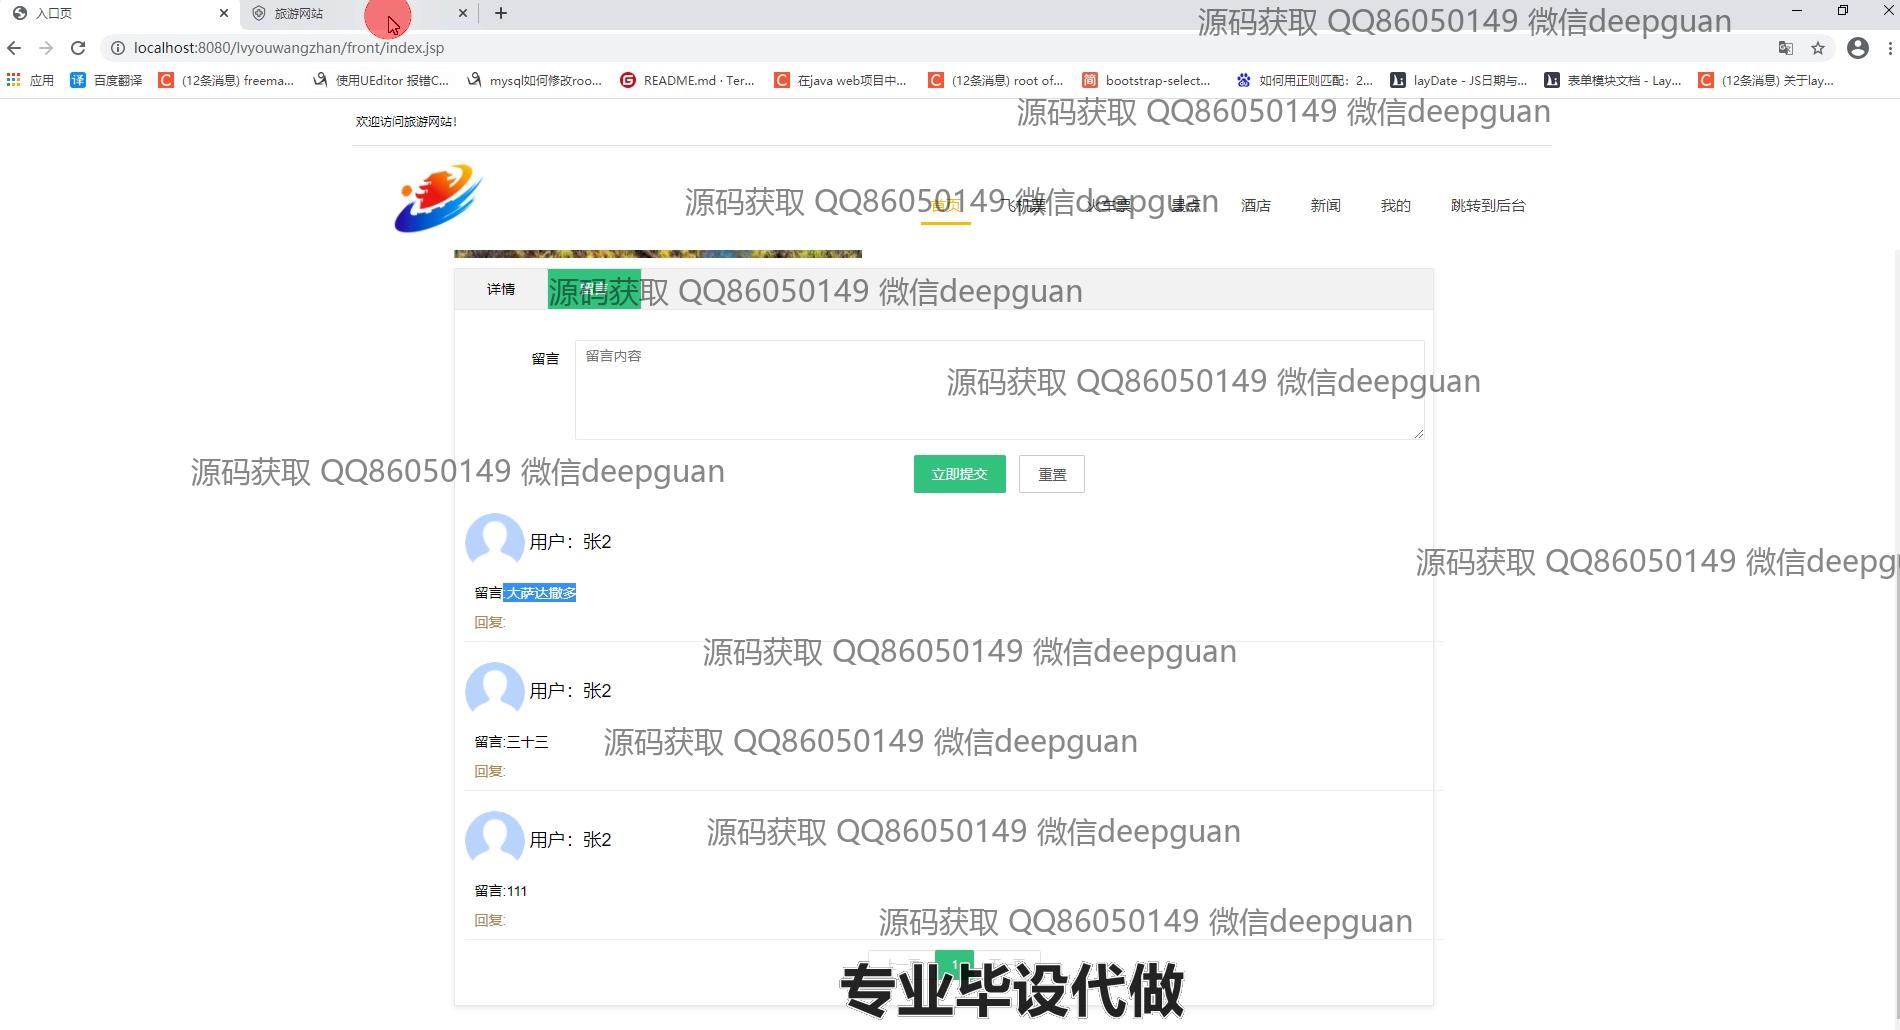 入口页
旅游网站
源码获取 QQ86050149 微信deepguan
localhost:8080/lvyouwangzhan/front/index.jsp
应用 百度翻译 (12条消息) freema... 使用UEditor 报错C... mysql如何修改roo... README.md · Ter... 在java web项目中... (12条消息) root of... bootstrap-select... 如何用正则匹配：2... layDate - JS日期与... 表单模块文档 - Lay... (12条消息) 关于lay...
源码获取 QQ86050149 微信deepguan
欢迎访问旅游网站!
源码获取 QQ86050149 微信deepguan
首页 飞机票 火车票 景点 酒店 新闻 我的 跳转到后台
详情 留言
源码获取 QQ86050149 微信deepguan
留言 留言内容
源码获取 QQ86050149 微信deepguan
源码获取 QQ86050149 微信deepguan
立即提交 重置
用户：张2
源码获取 QQ86050149 微信deepgu
留言:大萨达撒多
回复:
源码获取 QQ86050149 微信deepguan
用户：张2
留言:三十三
源码获取 QQ86050149 微信deepguan
回复:
用户：张2
源码获取 QQ86050149 微信deepguan
留言:111
回复:
源码获取 QQ86050149 微信deepguan
上一页 1 下一页
专业毕设代做